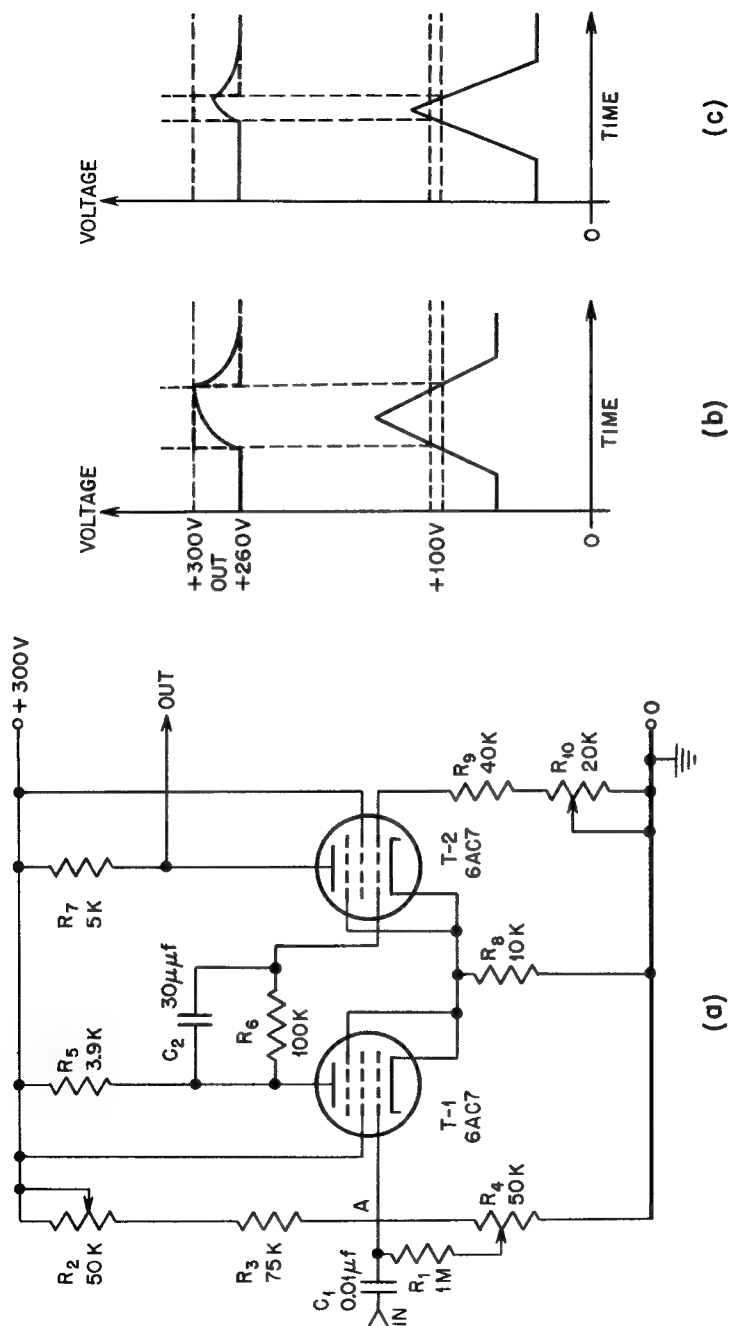 R₂
50K
R₃
75K
C₁
0.01μf
IN
R₁
1M
A
R₄
50K
R₅
3.9K
C₂
30μμf
R₆
100K
T-1
6AC7
R₇
5K
OUT
+300V
T-2
6AC7
R₈
10K
R₉
40K
R₁₀
20K
0
(a)
VOLTAGE
+300V
OUT
+260V
+100V
0
TIME
(b)
VOLTAGE
0
TIME
(c)